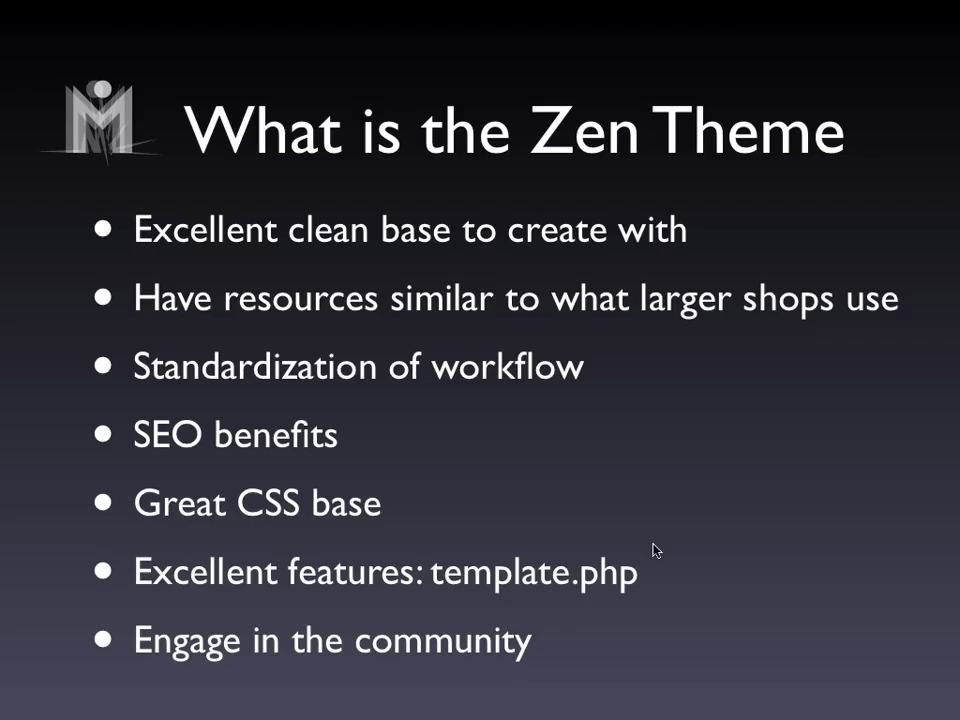 What is the Zen Theme
• Excellent clean base to create with
• Have resources similar to what larger shops use
• Standardization of workflow
• SEO benefits
• Great CSS base
• Excellent features: template.php
• Engage in the community